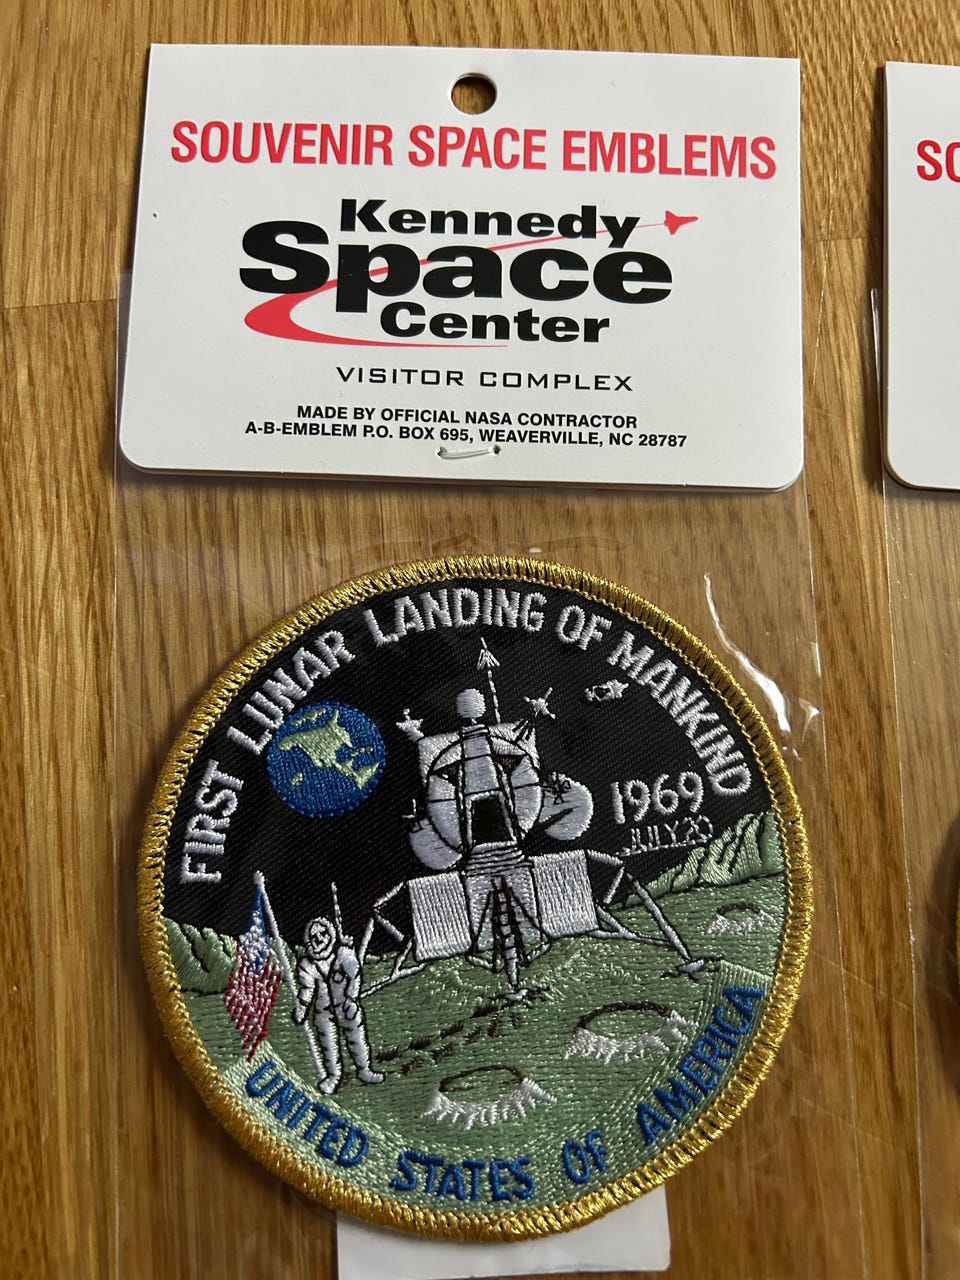 SOUVENIR SPACE EMBLEMS
Kennedy
Space
Center
VISITOR COMPLEX
MADE BY OFFICIAL NASA CONTRACTOR
A-B-EMBLEM P.O. BOX 695, WEAVERVILLE, NC 28787
SO
FIRST LUNAR LANDING OF MANKIND
1969
JULY 20
UNITED STATES OF AMERICA